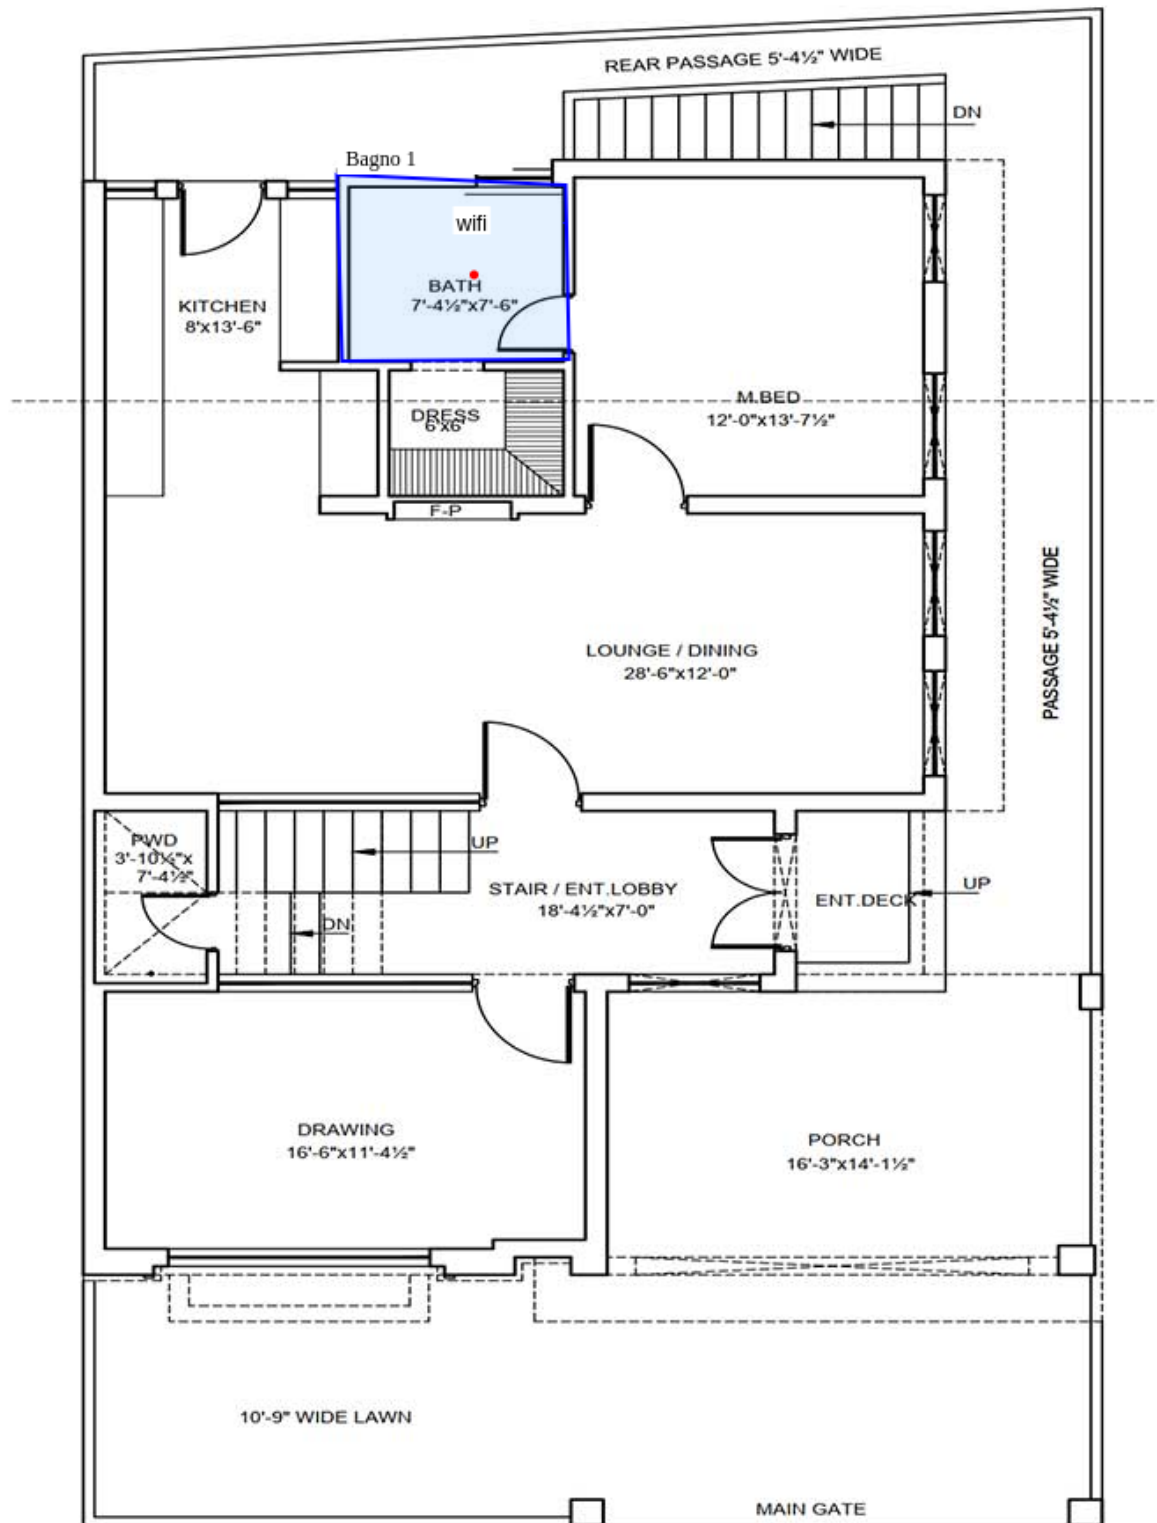 REAR PASSAGE 5'-4½" WIDE
DN
Bagno 1
wifi
BATH
7'-4½"x7'-6"
KITCHEN
8'x13'-6"
M.BED
12'-0"x13'-7½"
DRESS
6'x6'
F-P
PASSAGE 5'-4½" WIDE
LOUNGE / DINING
28'-6"x12'-0"
PWD
3'-10½"x
7'-4½"
UP
STAIR / ENT.LOBBY
18'-4½"x7'-0"
DN
ENT.DECK
UP
DRAWING
16'-6"x11'-4½"
PORCH
16'-3"x14'-1½"
10'-9" WIDE LAWN
MAIN GATE